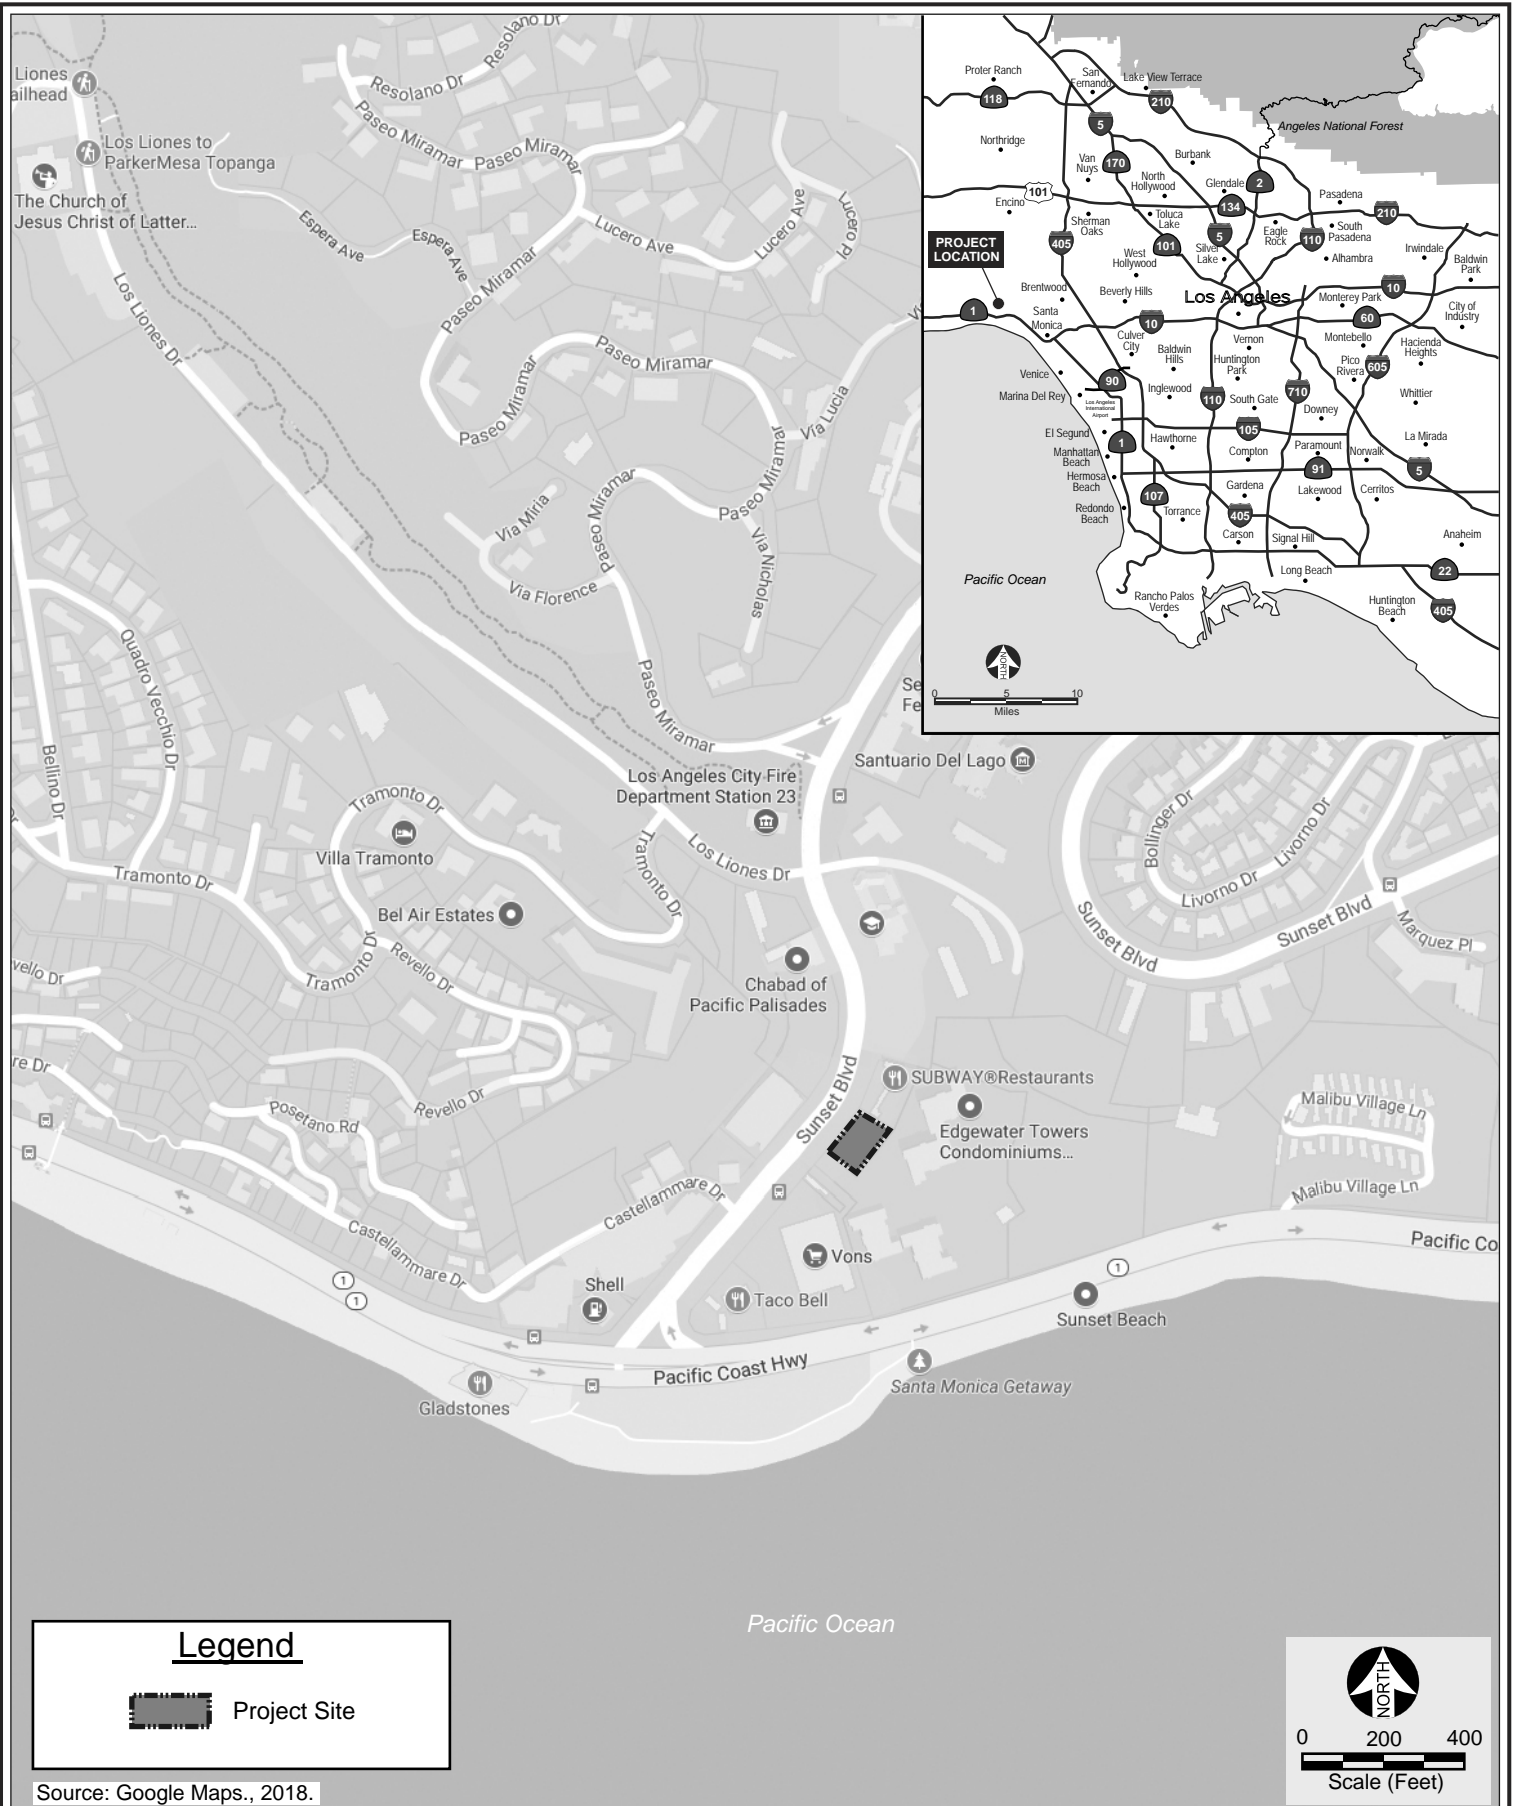 Resolano Dr
Resolano Dr
Liones
ailhead
Los Liones to
ParkerMesa Topanga
The Church of
Jesus Christ of Latter...
Paseo Miramar
Paseo Miramar
Espera Ave
Espera Ave
Lucero Ave
Lucero Ave
Lucero Pl
Paseo Miramar
Los Liones Dr
Paseo Miramar
Paseo Miramar
Via Lucia
Paseo Miramar
Paseo Miramar
Paseo Miramar
Via Miria
Via Florence
Via Nicholas
Paseo Miramar
Quadro Vecchio Dr
Bellino Dr
Se
Fe
Santuario Del Lago
Los Angeles City Fire
Department Station 23
Tramonto Dr
Villa Tramonto
Tramonto Dr
Tramonto Dr
Los Liones Dr
Bel Air Estates
Tramonto Dr
Revello Dr
vello Dr
Chabad of
Pacific Palisades
Bollinger Dr
Livorno Dr
Livorno Dr
Sunset Blvd
Sunset Blvd
Marquez Pl
re Dr
Posetano Rd
Revello Dr
Sunset Blvd
SUBWAY®Restaurants
Edgewater Towers
Condominiums...
Malibu Village Ln
Malibu Village Ln
Castellammare Dr
Castellammare Dr
Vons
Shell
Taco Bell
1
1
1
Pacific Co
Sunset Beach
Pacific Coast Hwy
Santa Monica Getaway
Gladstones
Pacific Ocean
Proter Ranch
San
Fernando
Lake View Terrace
118
210
5
Angeles National Forest
Northridge
Van
Nuys
170
Burbank
North
Hollywood
Glendale
2
101
Encino
134
Pasadena
210
Sherman
Oaks
Toluca
Lake
405
101
5
Eagle
Rock
110
South
Pasadena
PROJECT
LOCATION
West
Hollywood
Silver
Lake
Alhambra
Irwindale
Baldwin
Park
Brentwood
Beverly Hills
Los Angeles
Monterey Park
10
1
Santa
Monica
10
60
City of
Industry
Culver
City
Baldwin
Hills
Vernon
Montebello
Hacienda
Heights
Huntington
Park
Pico
Rivera
605
Venice
90
Marina Del Rey
Los Angeles
International
Airport
Inglewood
110
South Gate
710
Downey
Whittier
El Segund
1
Hawthorne
105
Compton
Paramount
Norwalk
La Mirada
Manhattan
Beach
91
5
Hermosa
Beach
107
Gardena
Lakewood
Cerritos
Redondo
Beach
Torrance
405
Carson
Signal Hill
Anaheim
Pacific Ocean
Long Beach
22
Rancho Palos
Verdes
Huntington
Beach
405
NORTH
0 5 10
Miles
Legend
Project Site
Source: Google Maps., 2018.
NORTH
0 200 400
Scale (Feet)